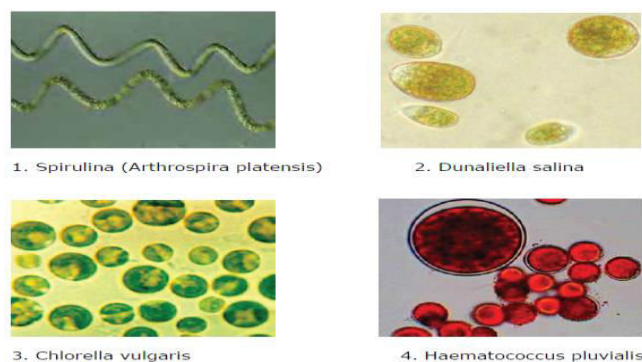 1. Spirulina (Arthrospira platensis)
2. Dunaliella salina
3. Chlorella vulgaris
4. Haematococcus pluvialis